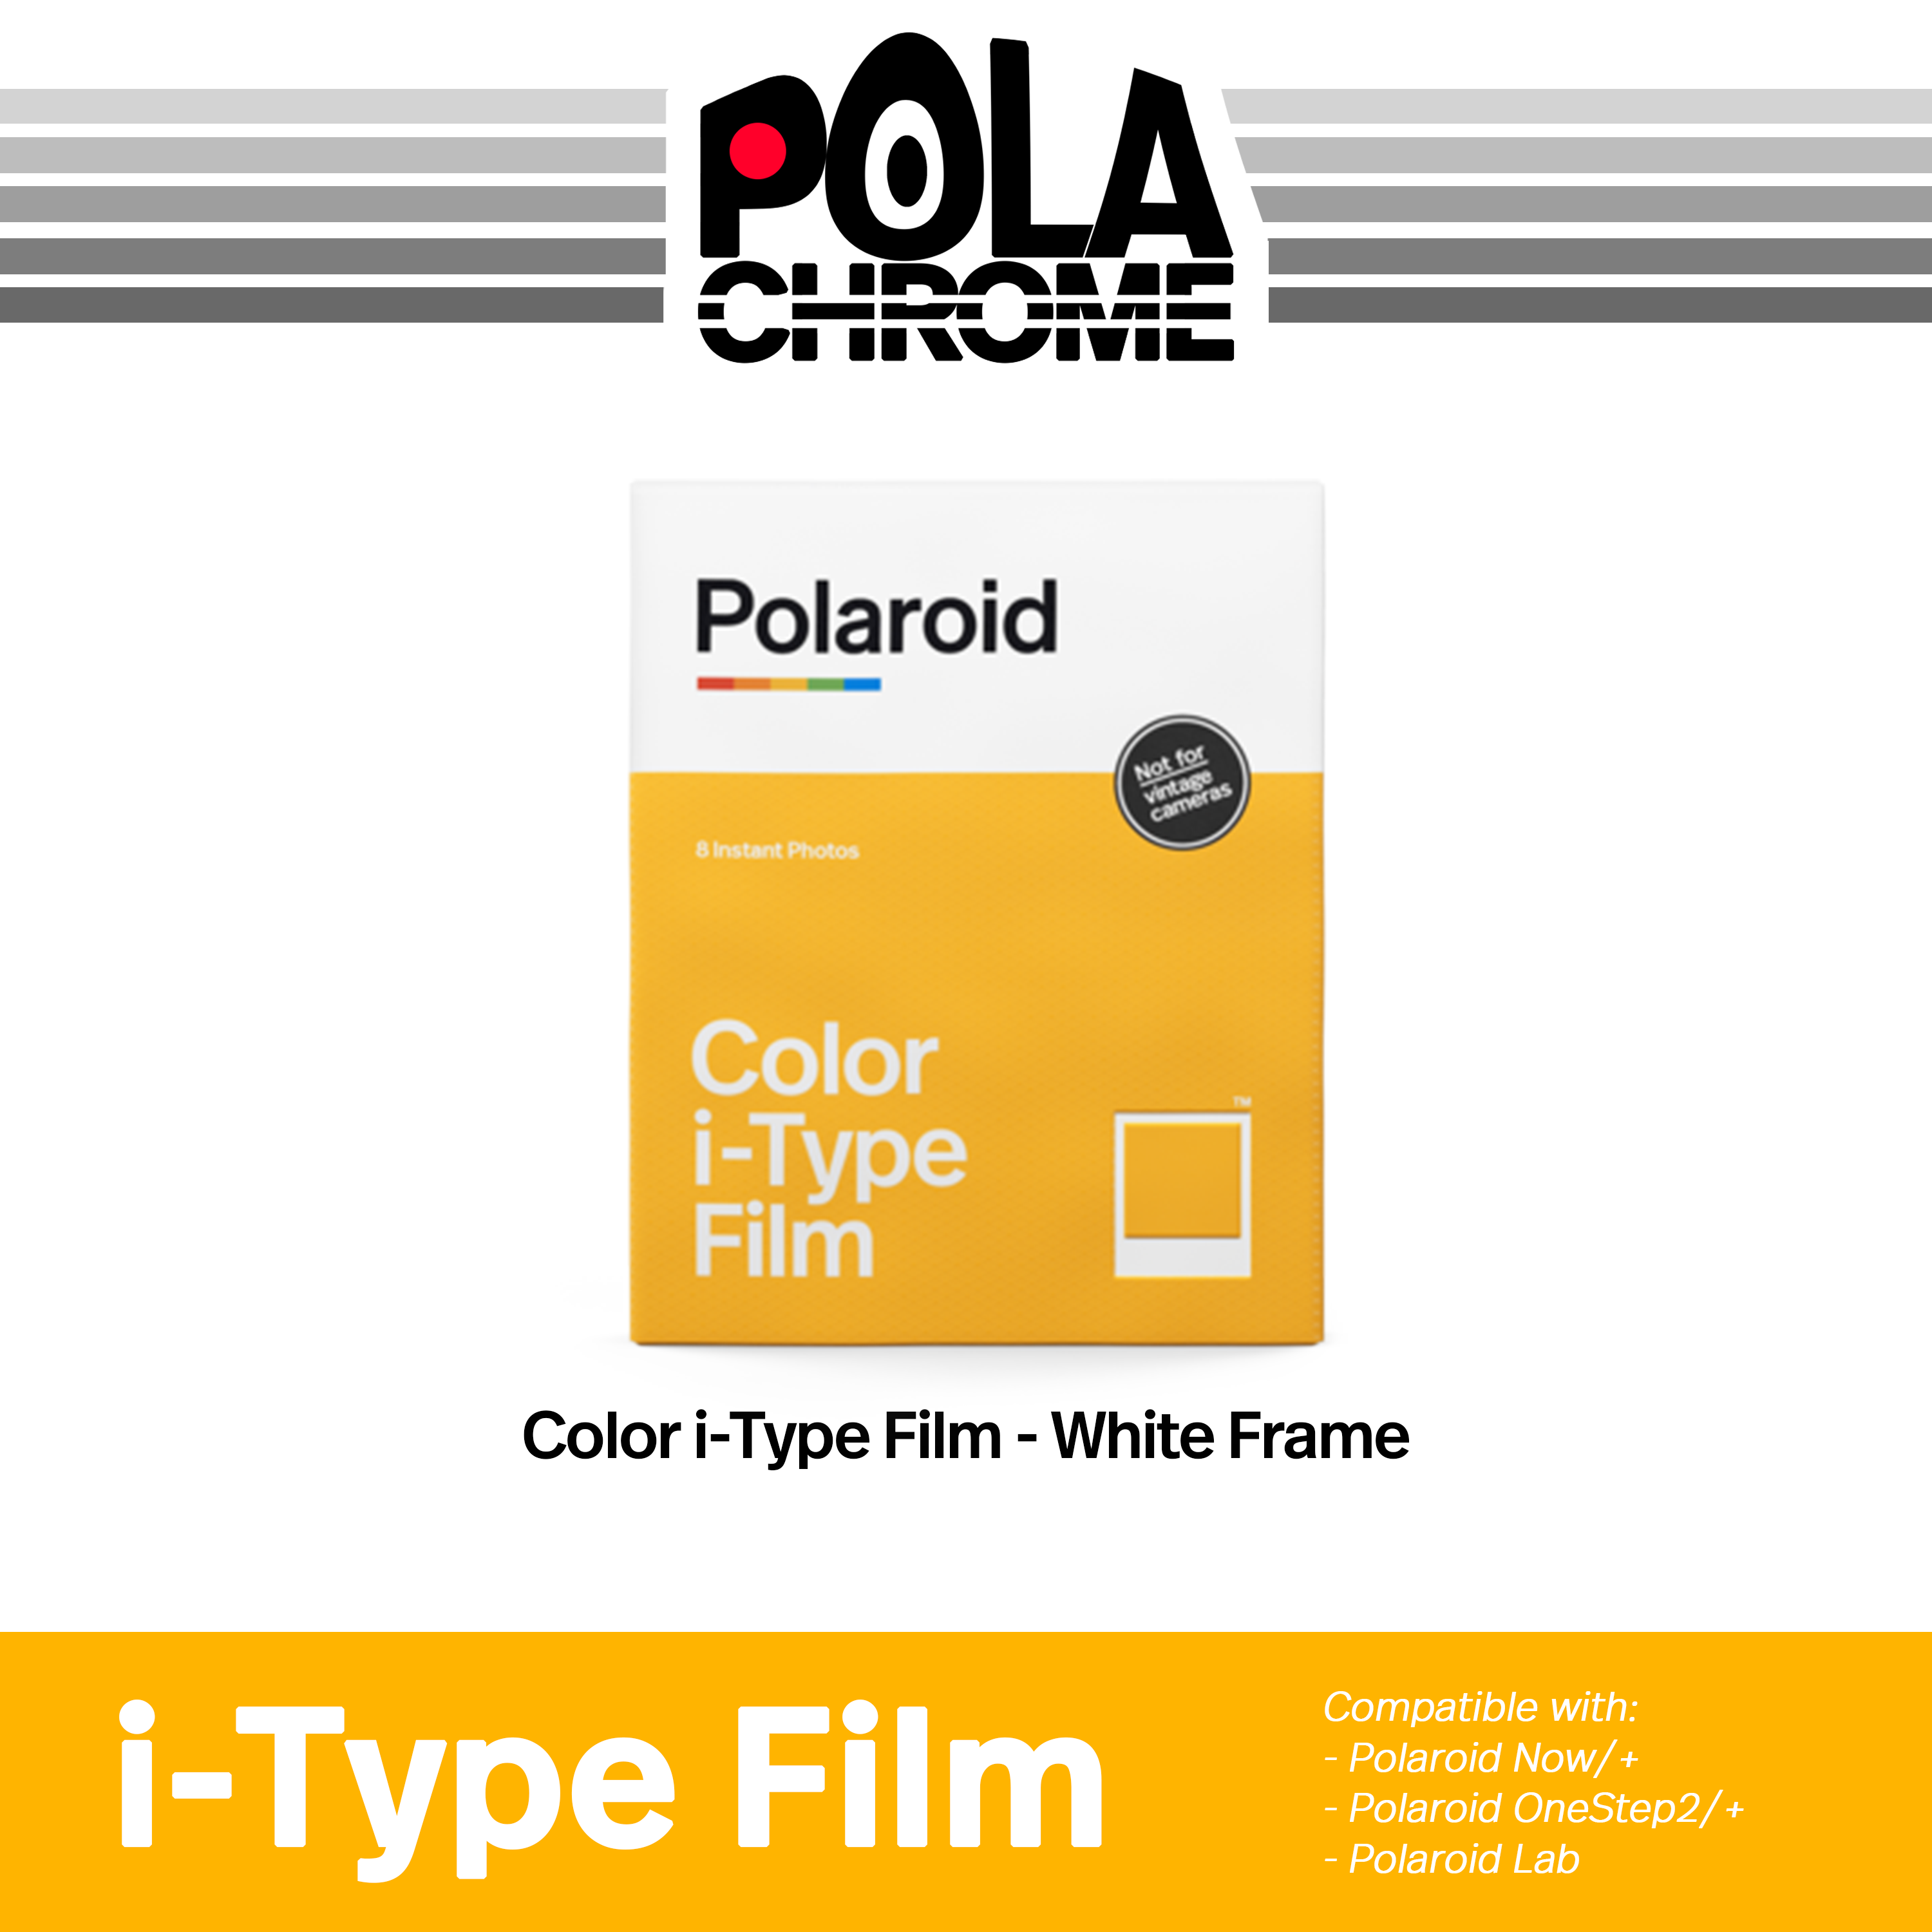 POLA
CHROME
Polaroid
Not for
vintage
cameras
8 Instant Photos
Color
i-Type
Film
TM
Color i-Type Film - White Frame
i-Type Film
Compatible with:
- Polaroid Now/+
- Polaroid OneStep2/+
- Polaroid Lab